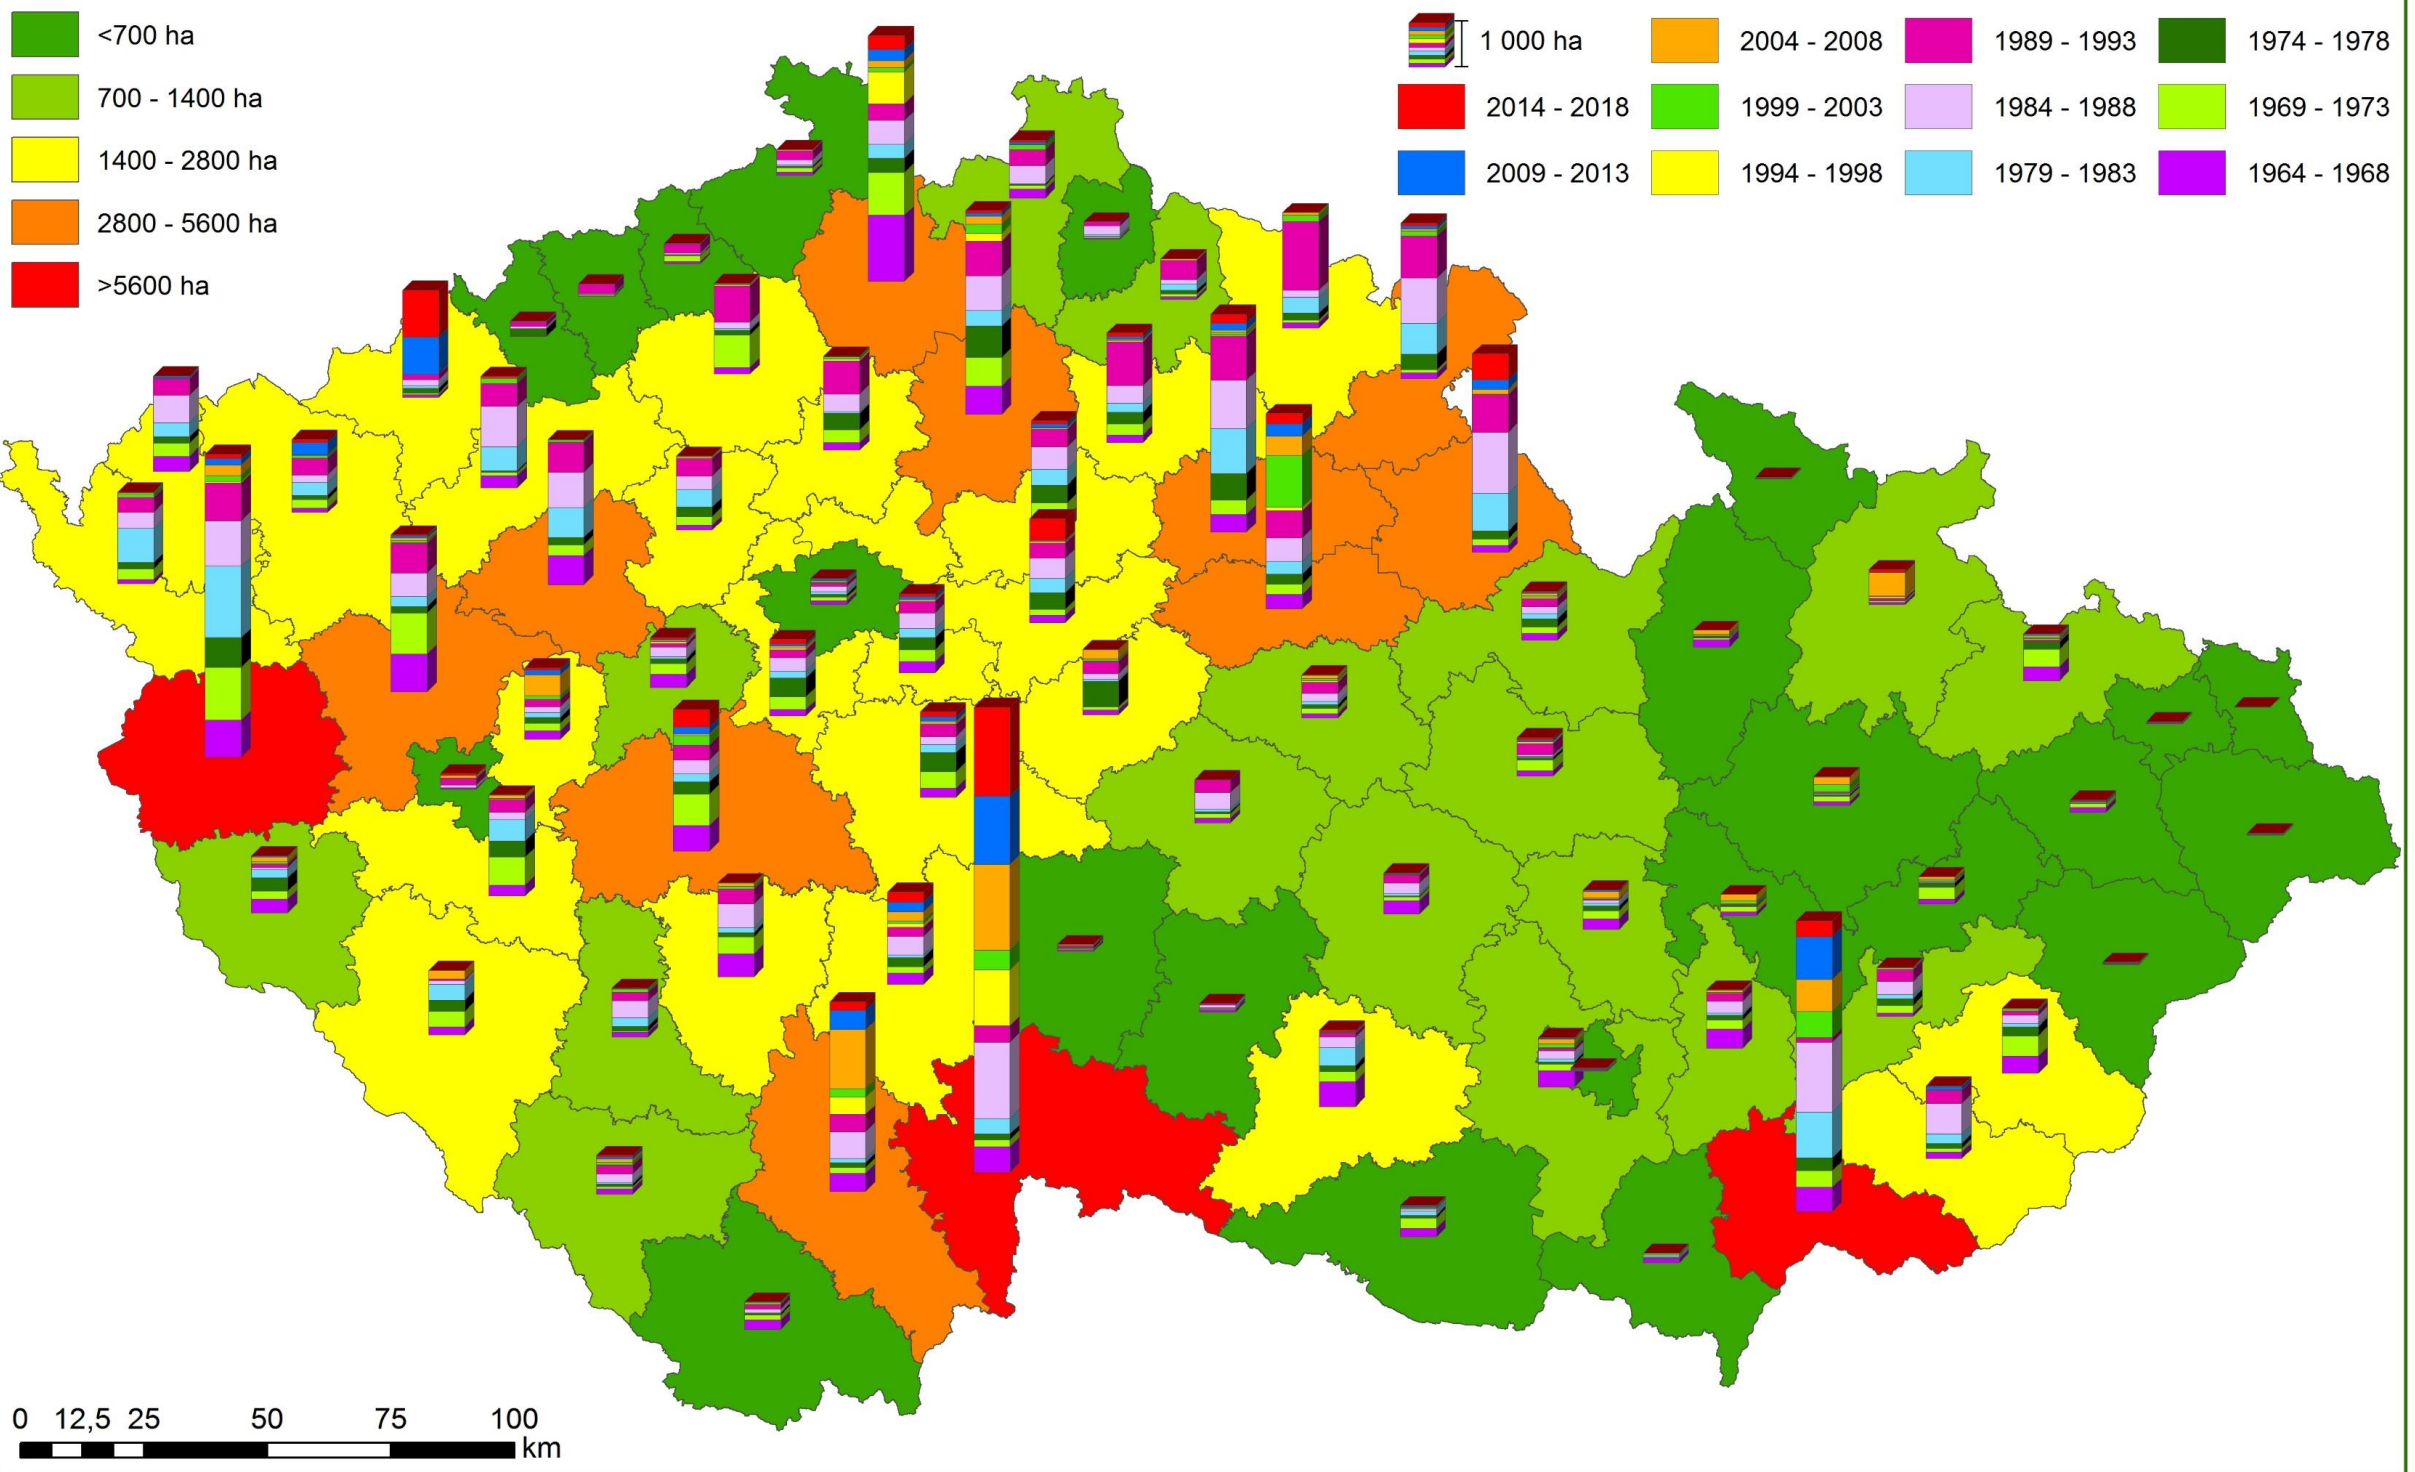 <700 ha
700 - 1400 ha
1400 - 2800 ha
2800 - 5600 ha
>5600 ha
1 000 ha
2014 - 2018
2009 - 2013
2004 - 2008
1999 - 2003
1994 - 1998
1989 - 1993
1984 - 1988
1979 - 1983
1974 - 1978
1969 - 1973
1964 - 1968
0 12,5 25 50 75 100
km